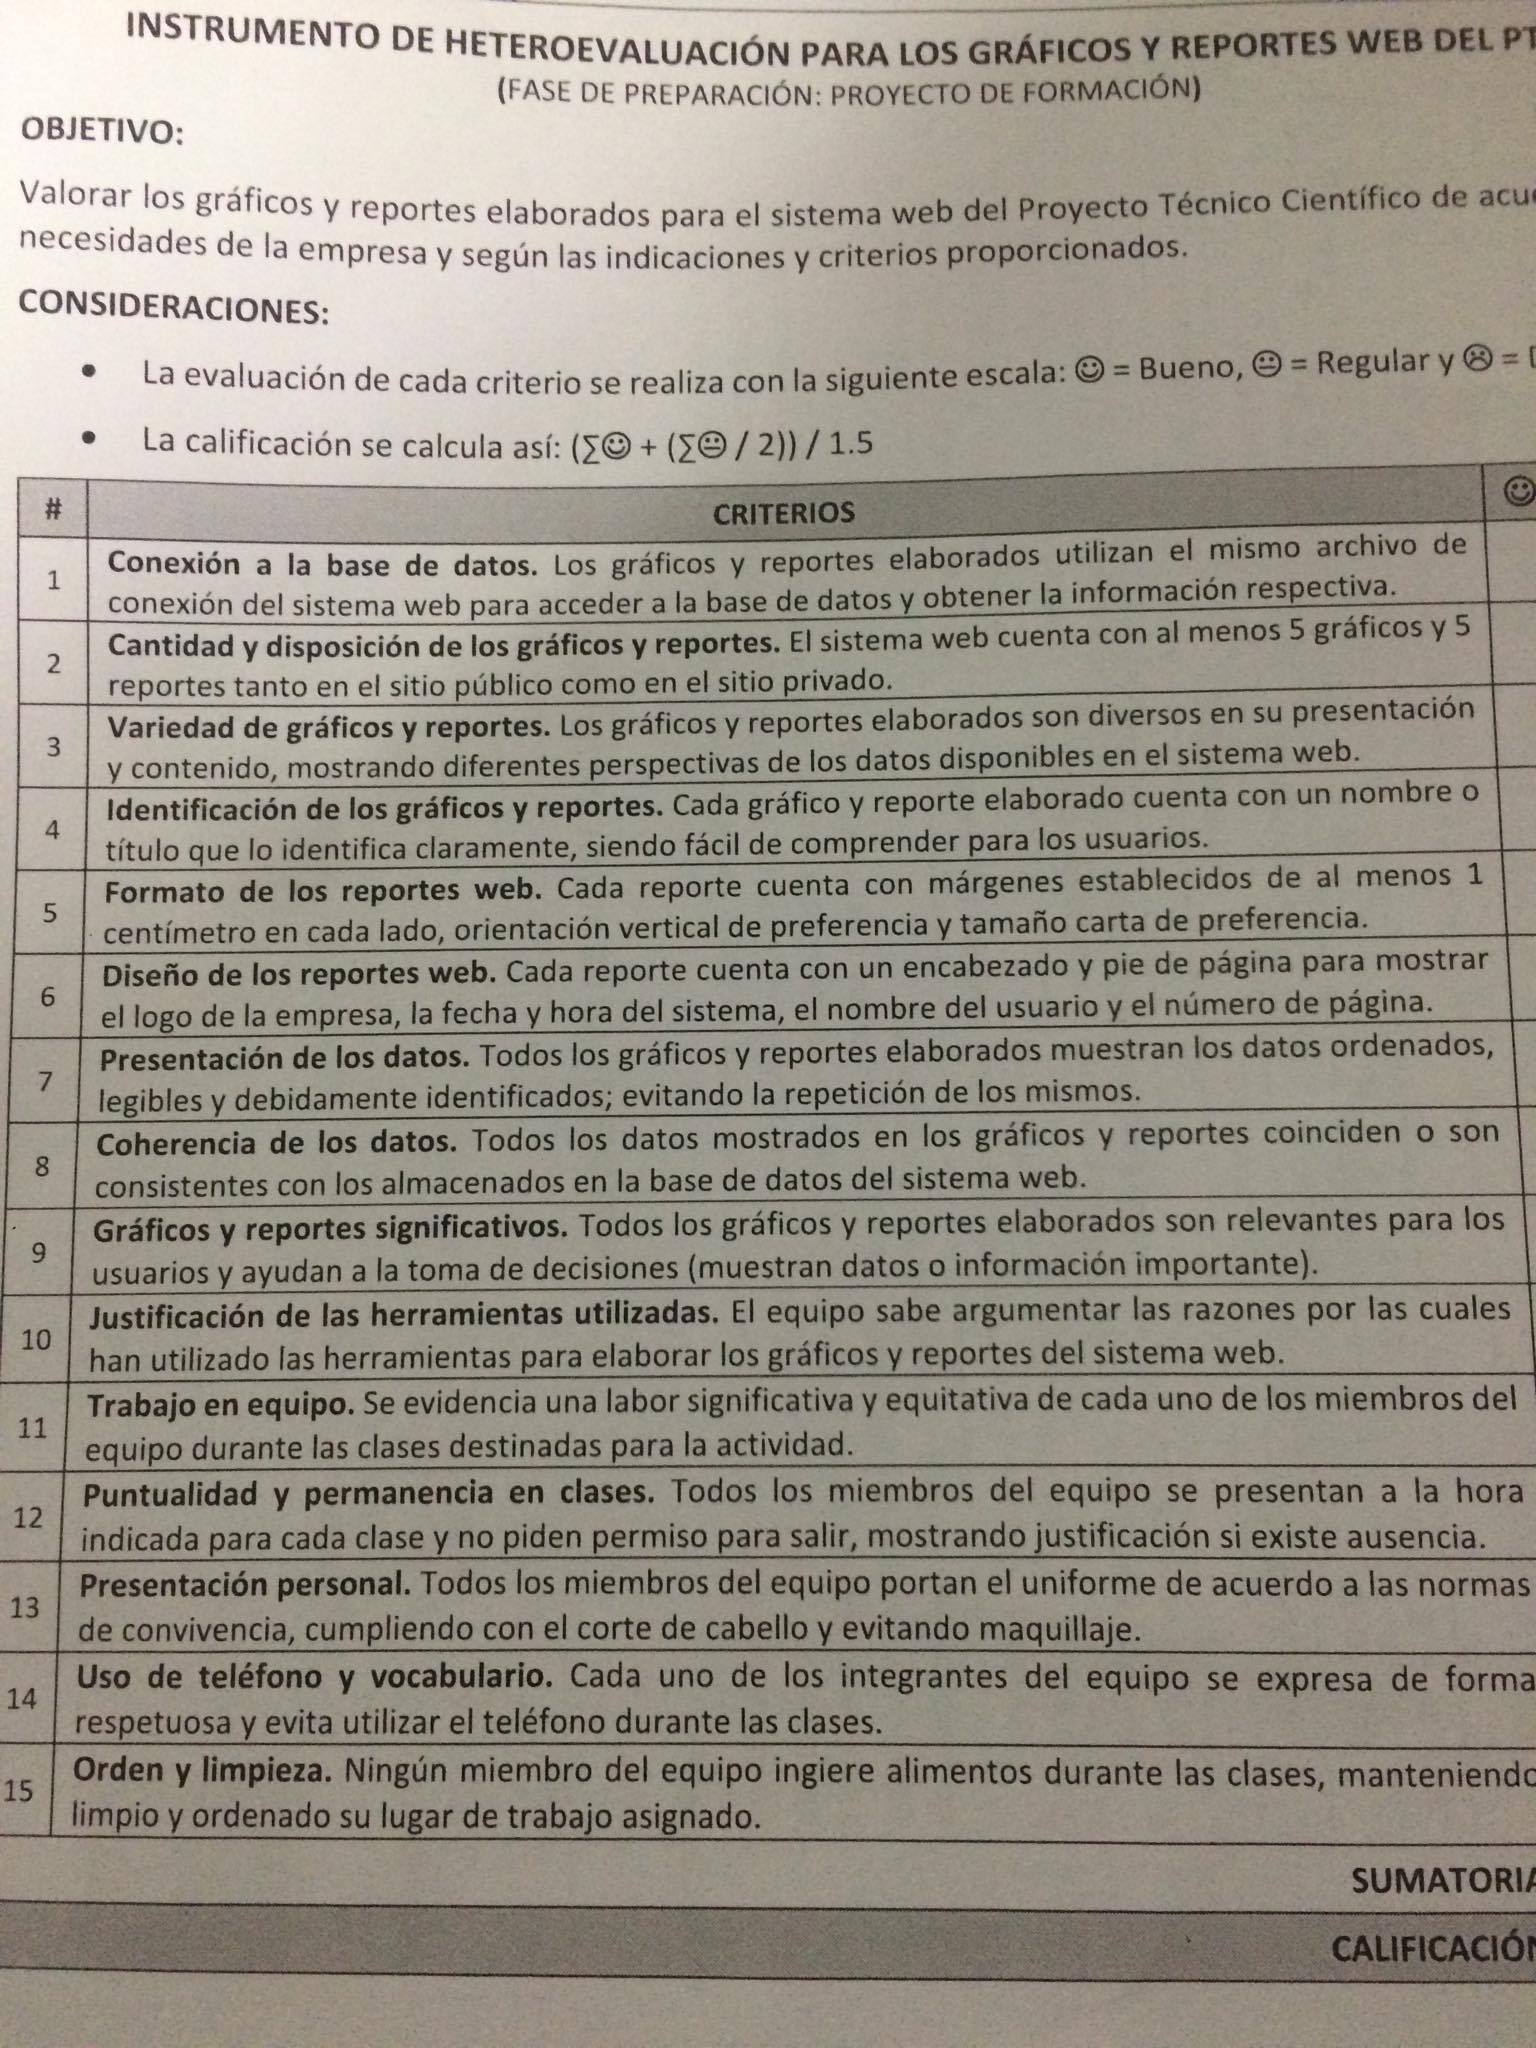 INSTRUMENTO DE HETEROEVALUACIÓN PARA LOS GRÁFICOS Y REPORTES WEB DEL PT
(FASE DE PREPARACIÓN: PROYECTO DE FORMACIÓN)
OBJETIVO:
Valorar los gráficos y reportes elaborados para el sistema web del Proyecto Técnico Científico de
necesidades de la empresa y según las indicaciones y criterios proporcionados.
CONSIDERACIONES:
• La evaluación de cada criterio se realiza con la siguiente escala: ☺ = Bueno, 😐 = Regular y ☹ =
• La calificación se calcula así: (∑☺ + (∑😐 / 2)) / 1.5
# CRITERIOS ☺
1 Conexión a la base de datos. Los gráficos y reportes elaborados utilizan el mismo archivo de
conexión del sistema web para acceder a la base de datos y obtener la información respectiva.
2 Cantidad y disposición de los gráficos y reportes. El sistema web cuenta con al menos 5 gráficos y 5
reportes tanto en el sitio público como en el sitio privado.
3 Variedad de gráficos y reportes. Los gráficos y reportes elaborados son diversos en su presentación
y contenido, mostrando diferentes perspectivas de los datos disponibles en el sistema web.
4 Identificación de los gráficos y reportes. Cada gráfico y reporte elaborado cuenta con un nombre o
título que lo identifica claramente, siendo fácil de comprender para los usuarios.
5 Formato de los reportes web. Cada reporte cuenta con márgenes establecidos de al menos 1
centímetro en cada lado, orientación vertical de preferencia y tamaño carta de preferencia.
6 Diseño de los reportes web. Cada reporte cuenta con un encabezado y pie de página para mostrar
el logo de la empresa, la fecha y hora del sistema, el nombre del usuario y el número de página.
7 Presentación de los datos. Todos los gráficos y reportes elaborados muestran los datos ordenados,
legibles y debidamente identificados; evitando la repetición de los mismos.
8 Coherencia de los datos. Todos los datos mostrados en los gráficos y reportes coinciden o son
consistentes con los almacenados en la base de datos del sistema web.
9 Gráficos y reportes significativos. Todos los gráficos y reportes elaborados son relevantes para los
usuarios y ayudan a la toma de decisiones (muestran datos o información importante).
10 Justificación de las herramientas utilizadas. El equipo sabe argumentar las razones por las cuales
han utilizado las herramientas para elaborar los gráficos y reportes del sistema web.
11 Trabajo en equipo. Se evidencia una labor significativa y equitativa de cada uno de los miembros del
equipo durante las clases destinadas para la actividad.
12 Puntualidad y permanencia en clases. Todos los miembros del equipo se presentan a la hora
indicada para cada clase y no piden permiso para salir, mostrando justificación si existe ausencia.
13 Presentación personal. Todos los miembros del equipo portan el uniforme de acuerdo a las normas
de convivencia, cumpliendo con el corte de cabello y evitando maquillaje.
14 Uso de teléfono y vocabulario. Cada uno de los integrantes del equipo se expresa de forma
respetuosa y evita utilizar el teléfono durante las clases.
15 Orden y limpieza. Ningún miembro del equipo ingiere alimentos durante las clases, manteniendo
limpio y ordenado su lugar de trabajo asignado.
SUMATORIA
CALIFICACIÓN